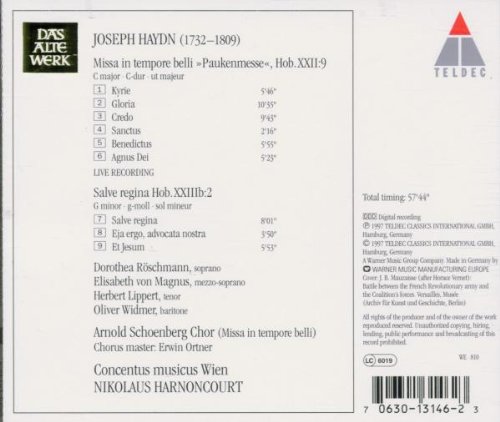 DAS
ALTE
WERK
JOSEPH HAYDN (1732–1809)
TELDEC
Missa in tempore belli »Paukenmesse«, Hob. XXII:9
C major · C-dur · ut majeur
1 Kyrie 5'46"
2 Gloria 10'35"
3 Credo 9'43"
4 Sanctus 2'16"
5 Benedictus 5'55"
6 Agnus Dei 5'25"
LIVE RECORDING
Salve regina Hob. XXIIIb:2
G minor · g-moll · sol mineur
7 Salve regina 8'01"
8 Eja ergo, advocata nostra 3'50"
9 Et Jesum 5'53"
Dorothea Röschmann, soprano
Elisabeth von Magnus, mezzo-soprano
Herbert Lippert, tenor
Oliver Widmer, baritone
Arnold Schoenberg Chor (Missa in tempore belli)
Chorus master: Erwin Ortner
Concentus musicus Wien
NIKOLAUS HARNONCOURT
Total timing: 57'44"
DDD Digital recording
℗ 1997 TELDEC CLASSICS INTERNATIONAL GMBH,
Hamburg, Germany
© 1997 TELDEC CLASSICS INTERNATIONAL GMBH,
Hamburg, Germany
A Warner Music Group Company. Made in Germany by
WARNER MUSIC MANUFACTURING EUROPE
Cover: J. B. Mauzaisse (after Horace Vernet):
Battle between the French Revolutionary army and
the Coalition's forces. Versailles, Musée
(Archiv für Kunst und Geschichte, Berlin)
All rights of the producer and of the owner of the work
reproduced reserved. Unauthorized copying, hiring,
lending, public performance and broadcasting of this
record prohibited.
LC 6019
WE 810
7 0630-13146-2 3